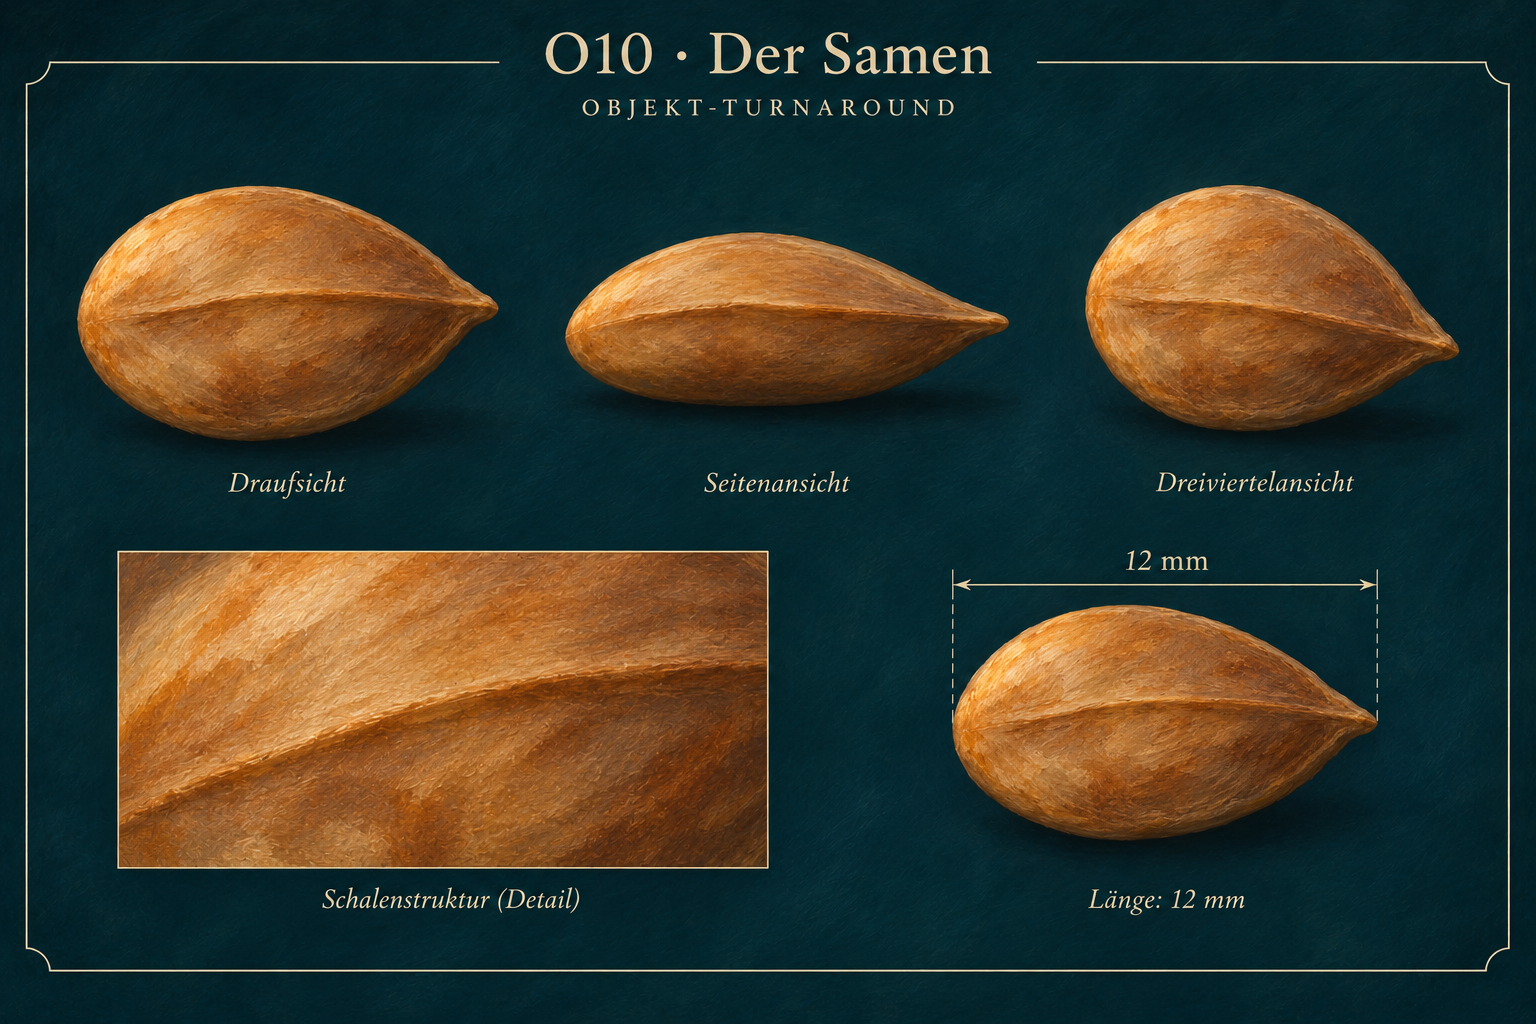 O10 · Der Samen
OBJEKT-TURNAROUND
Draufsicht
Seitenansicht
Dreiviertelansicht
12 mm
Schalenstruktur (Detail)
Länge: 12 mm